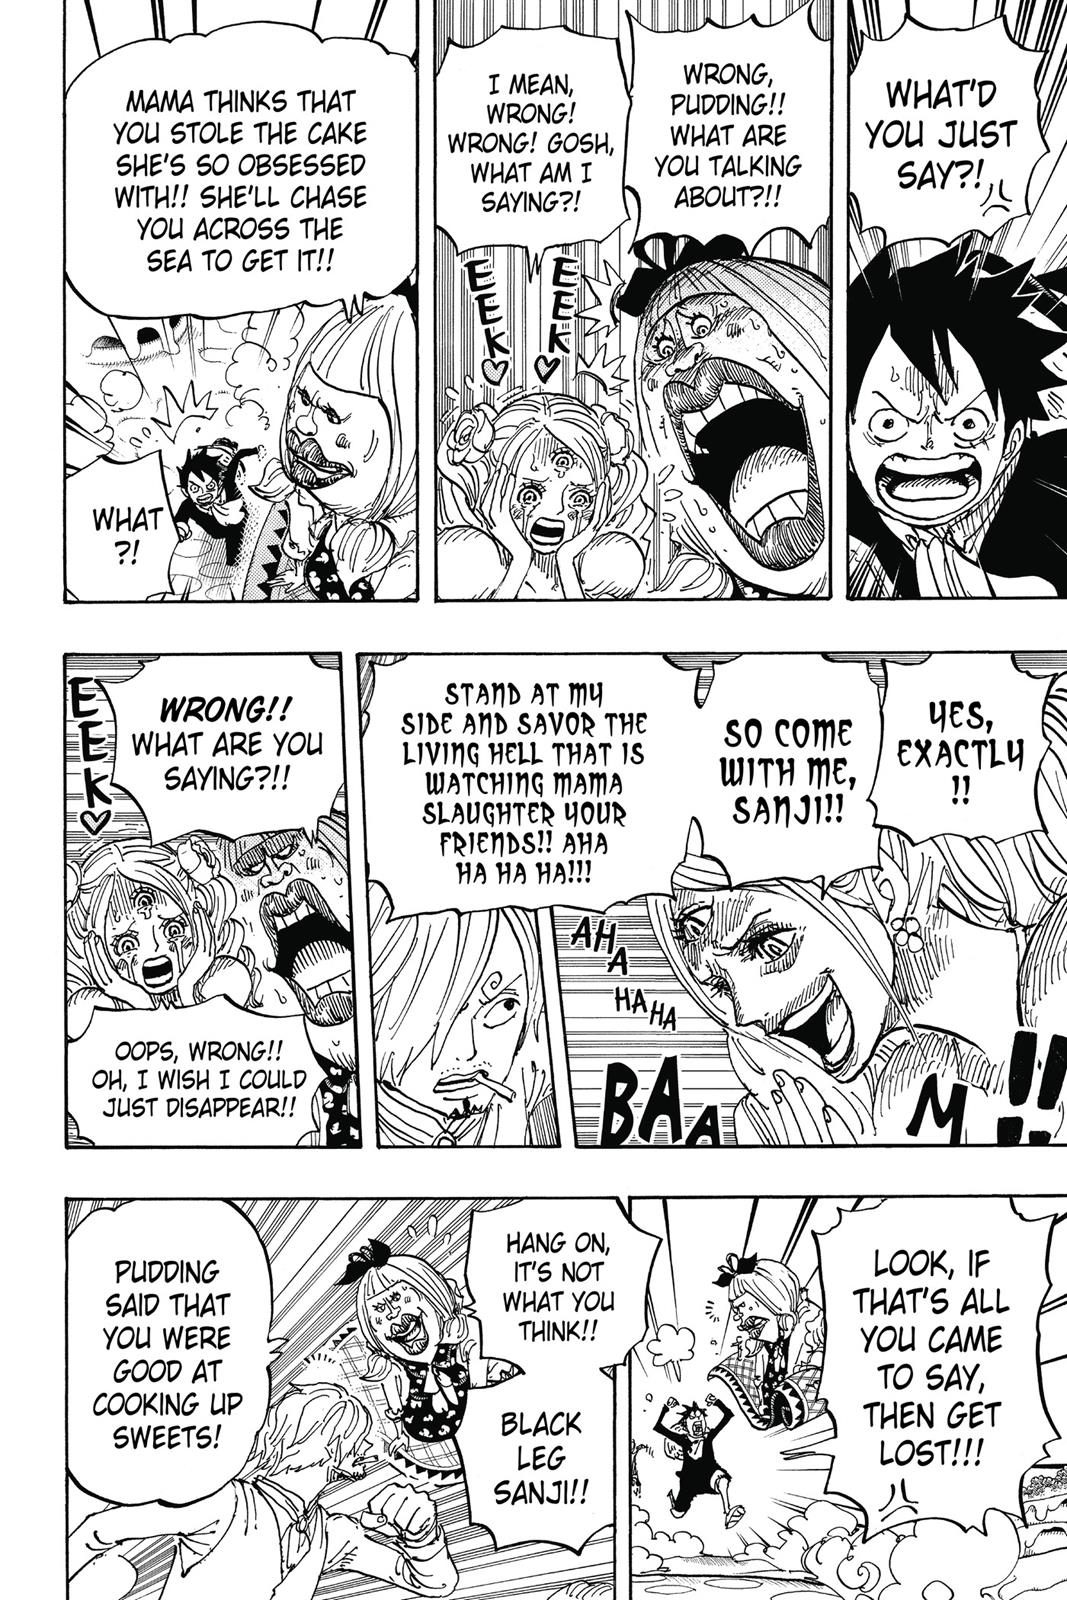 WHAT'D
YOU JUST
SAY?!
WRONG,
PUDDING!!
WHAT ARE
YOU TALKING
ABOUT?!!
I MEAN,
WRONG!
WRONG! GOSH,
WHAT AM I
SAYING?!
EEK♡
EEK♡
MAMA THINKS THAT
YOU STOLE THE CAKE
SHE'S SO OBSESSED
WITH!! SHE'LL CHASE
YOU ACROSS THE
SEA TO GET IT!!
WHAT
?!
YES,
EXACTLY
!!
SO COME
WITH ME,
SANJI!!
STAND AT MY
SIDE AND SAVOR THE
LIVING HELL THAT IS
WATCHING MAMA
SLAUGHTER YOUR
FRIENDS!! AHA
HA HA HA!!!
AHA
HAHA
BAAM!!
WRONG!!
WHAT ARE YOU
SAYING?!!
EEK♡
OOPS, WRONG!!
OH, I WISH I COULD
JUST DISAPPEAR!!
LOOK, IF
THAT'S ALL
YOU CAME
TO SAY,
THEN GET
LOST!!!
HANG ON,
IT'S NOT
WHAT YOU
THINK!!
BLACK
LEG
SANJI!!
PUDDING
SAID THAT
YOU WERE
GOOD AT
COOKING UP
SWEETS!